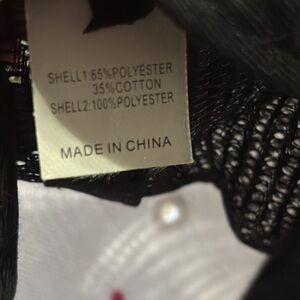 SHELL1:65%POLYESTER
35%COTTON
SHELL2:100%POLYESTER
MADE IN CHINA